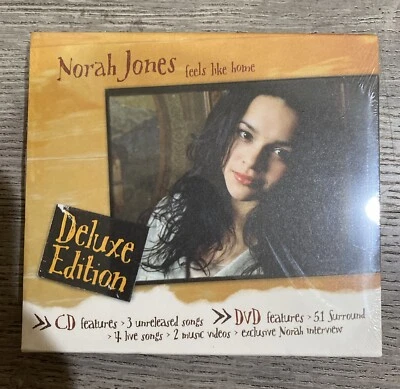 Norah Jones feels like home
Deluxe
Edition
>> CD features > 3 unreleased songs >> DVD features > 5.1 Surround
> 4 live songs > 2 music videos > exclusive Norah interview